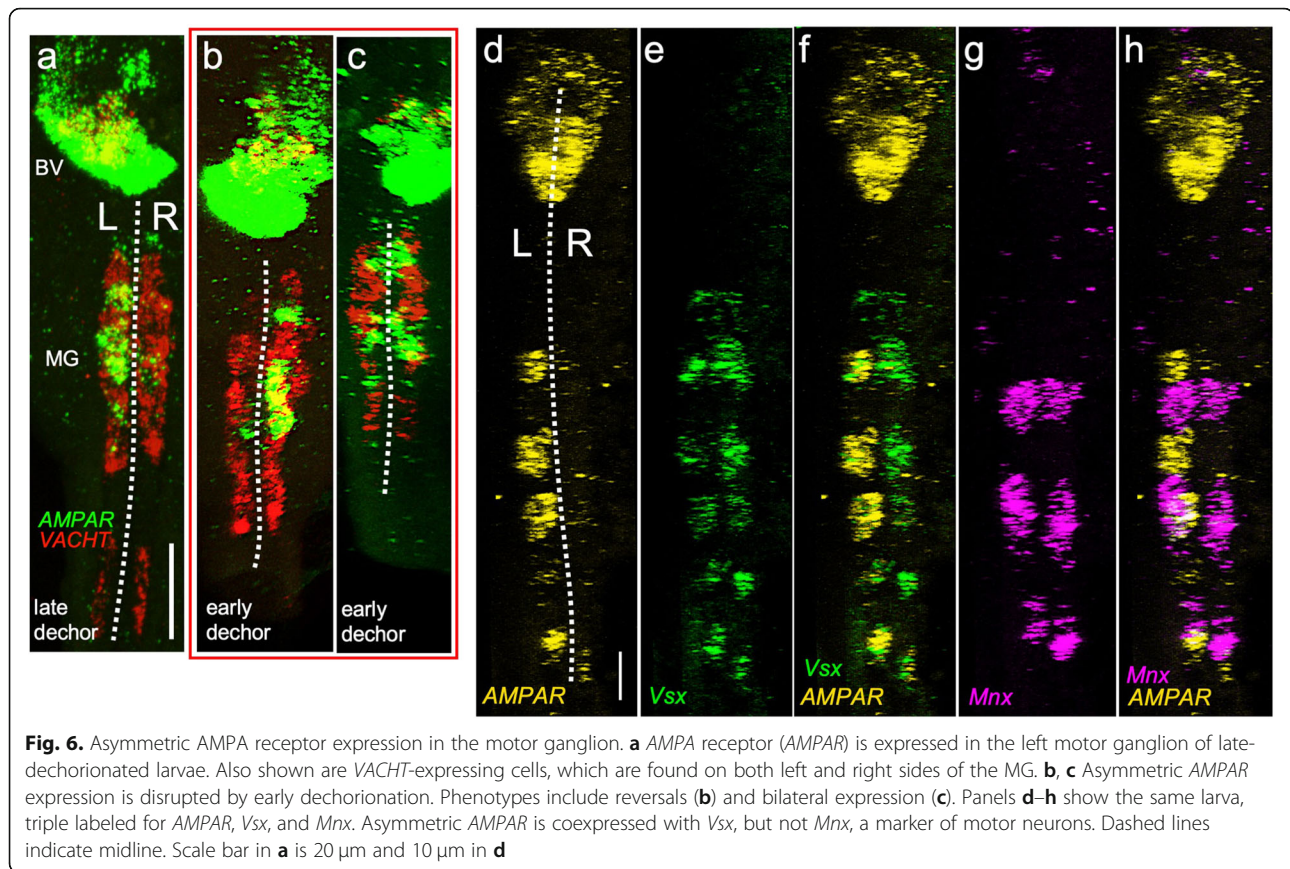 a
b
c
d
e
f
g
h
BV
L R
MG
AMPAR
VACHT
late
dechor
early
dechor
early
dechor
L R
AMPAR
Vsx
Vsx
AMPAR
Mnx
Mnx
AMPAR
Fig. 6. Asymmetric AMPA receptor expression in the motor ganglion. a AMPA receptor (AMPAR) is expressed in the left motor ganglion of late-
dechorionated larvae. Also shown are VACHT-expressing cells, which are found on both left and right sides of the MG. b, c Asymmetric AMPAR
expression is disrupted by early dechorionation. Phenotypes include reversals (b) and bilateral expression (c). Panels d–h show the same larva,
triple labeled for AMPAR, Vsx, and Mnx. Asymmetric AMPAR is coexpressed with Vsx, but not Mnx, a marker of motor neurons. Dashed lines
indicate midline. Scale bar in a is 20 μm and 10 μm in d